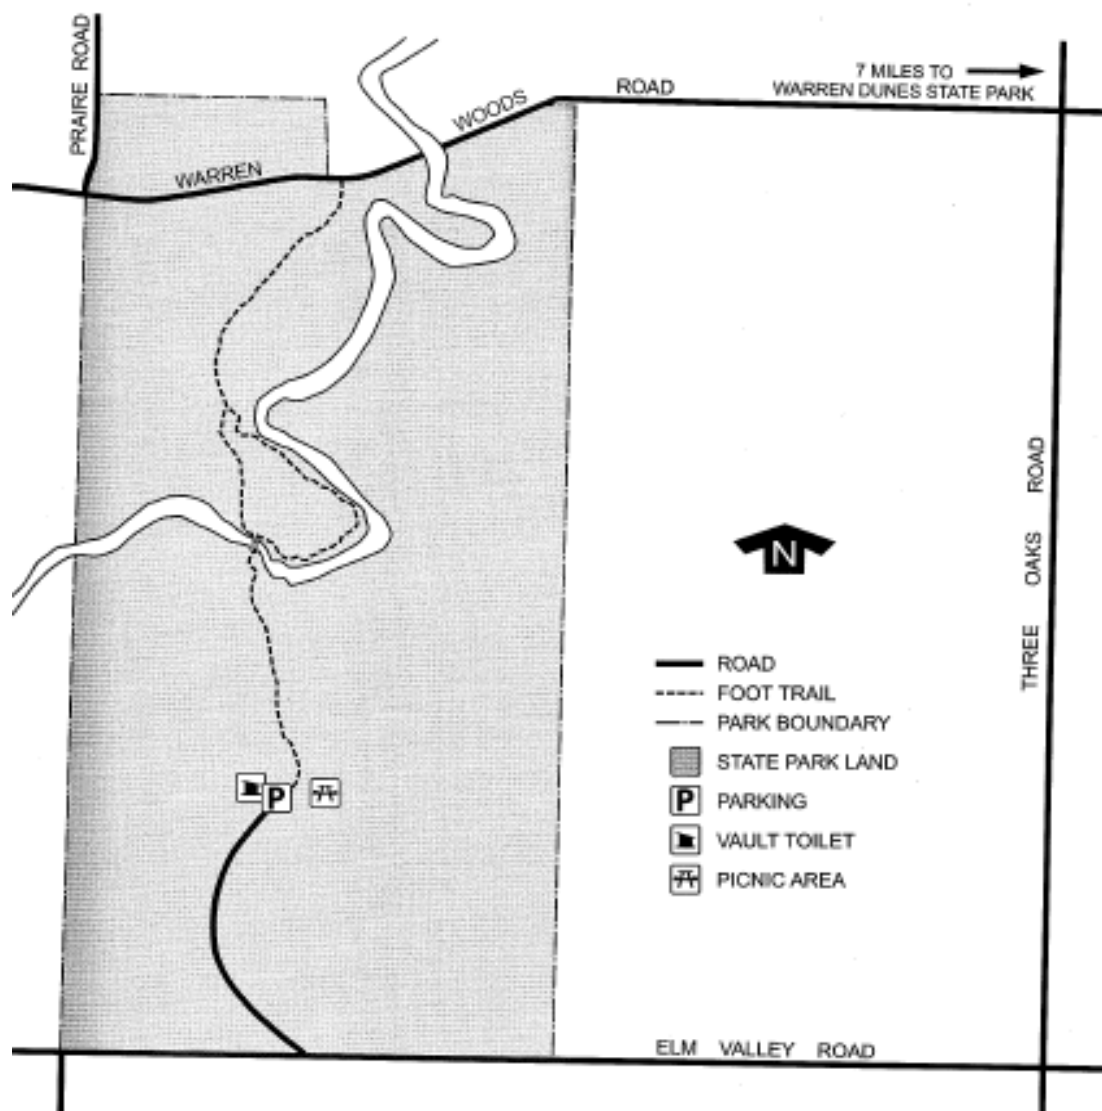 PRAIRE ROAD
WARREN WOODS ROAD
7 MILES TO
WARREN DUNES STATE PARK
THREE OAKS ROAD
N
ROAD
FOOT TRAIL
PARK BOUNDARY
STATE PARK LAND
P PARKING
VAULT TOILET
PICNIC AREA
P
ELM VALLEY ROAD